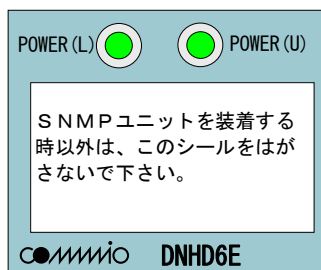 POWER(L) POWER(U)
ＳＮＭＰユニットを装着する
時以外は、このシールをはが
さないで下さい。
commio DNHD6E